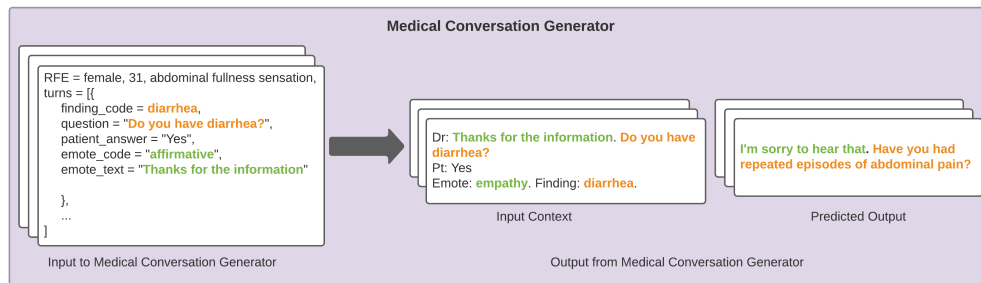 Medical Conversation Generator
RFE = female, 31, abdominal fullness sensation,
turns = [{
finding_code = diarrhea,
question = "Do you have diarrhea?",
patient_answer = "Yes",
emote_code = "affirmative",
emote_text = "Thanks for the information"
},
...
]
Input to Medical Conversation Generator
Dr: Thanks for the information. Do you have
diarrhea?
Pt: Yes
Emote: empathy. Finding: diarrhea.
Input Context
I'm sorry to hear that. Have you had
repeated episodes of abdominal pain?
Predicted Output
Output from Medical Conversation Generator